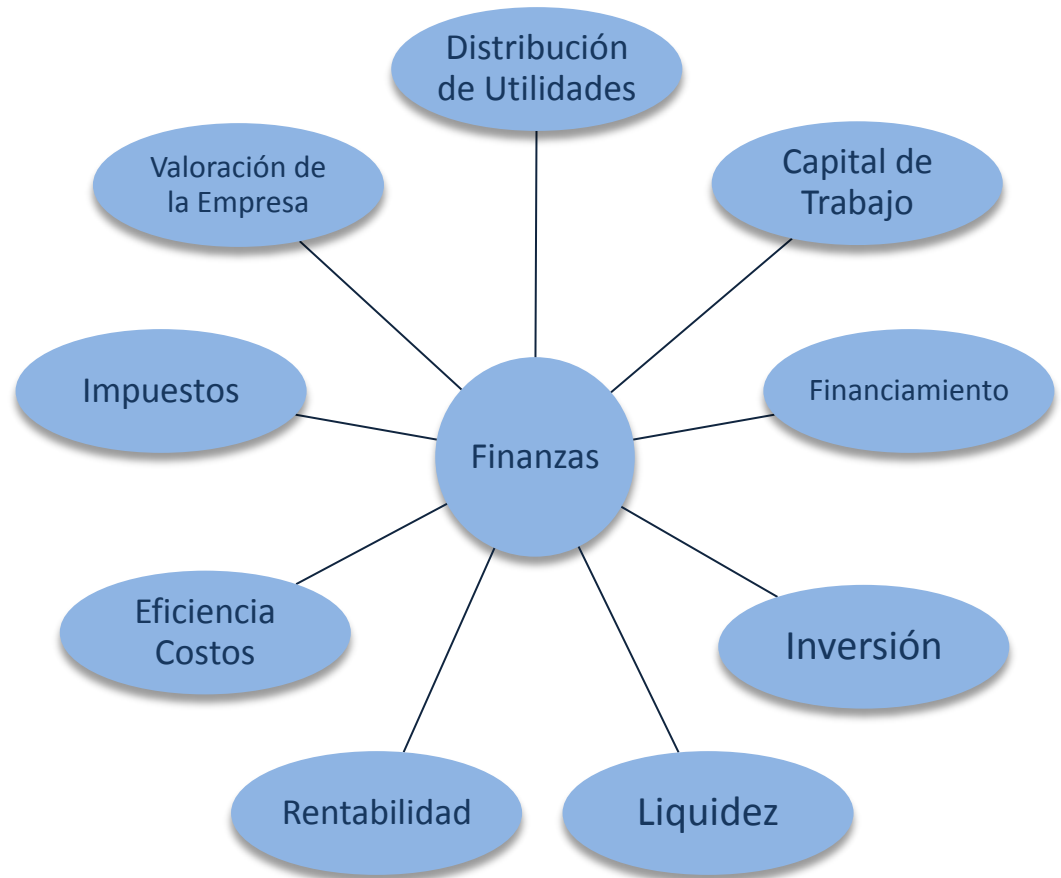 Distribución
de Utilidades
Valoración de
la Empresa
Capital de
Trabajo
Impuestos
Financiamiento
Finanzas
Eficiencia
Costos
Inversión
Rentabilidad
Liquidez